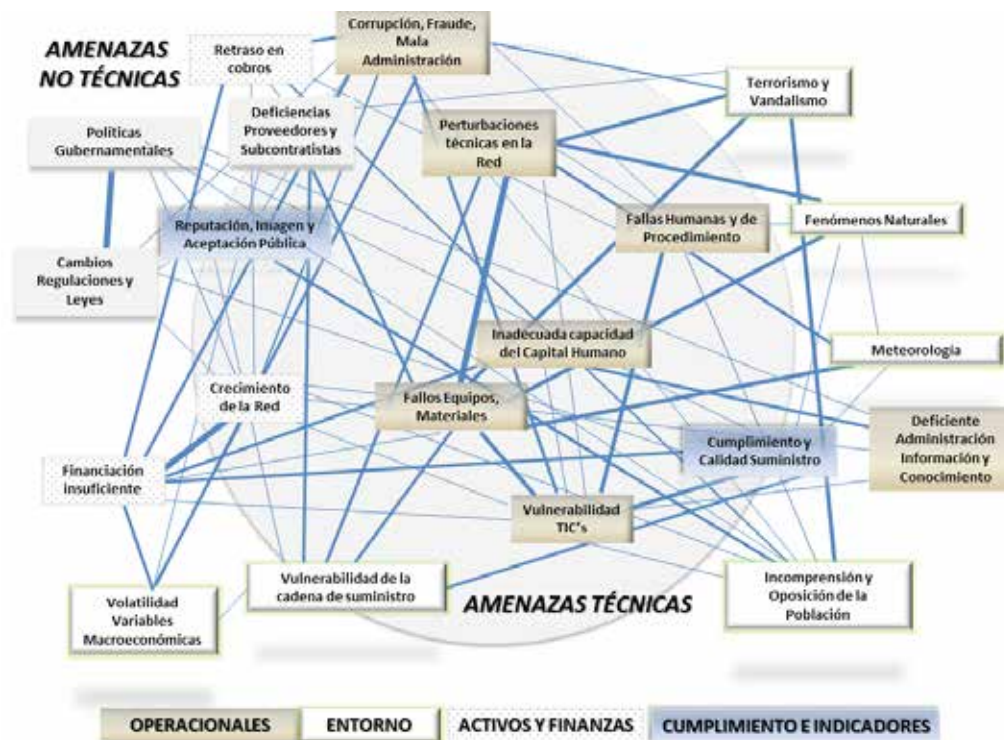 AMENAZAS
NO TÉCNICAS
Retraso en
cobros
Corrupción, Fraude,
Mala
Administración
Terrorismo y
Vandalismo
Políticas
Gubernamentales
Deficiencias
Proveedores y
Subcontratistas
Perturbaciones
técnicas en la
Red
Reputación, Imagen y
Aceptación Pública
Fallas Humanas y de
Procedimiento
Fenómenos Naturales
Cambios
Regulaciones y
Leyes
Inadecuada capacidad
del Capital Humano
Meteorología
Crecimiento
de la Red
Fallos Equipos,
Materiales
Cumplimiento y
Calidad Suministro
Deficiente
Administración
Información y
Conocimiento
Financiación
insuficiente
Vulnerabilidad
TIC's
Volatilidad
Variables
Macroeconómicas
Vulnerabilidad de la
cadena de suministro
AMENAZAS TÉCNICAS
Incomprensión y
Oposición de la
Población
OPERACIONALES
ENTORNO
ACTIVOS Y FINANZAS
CUMPLIMIENTO E INDICADORES